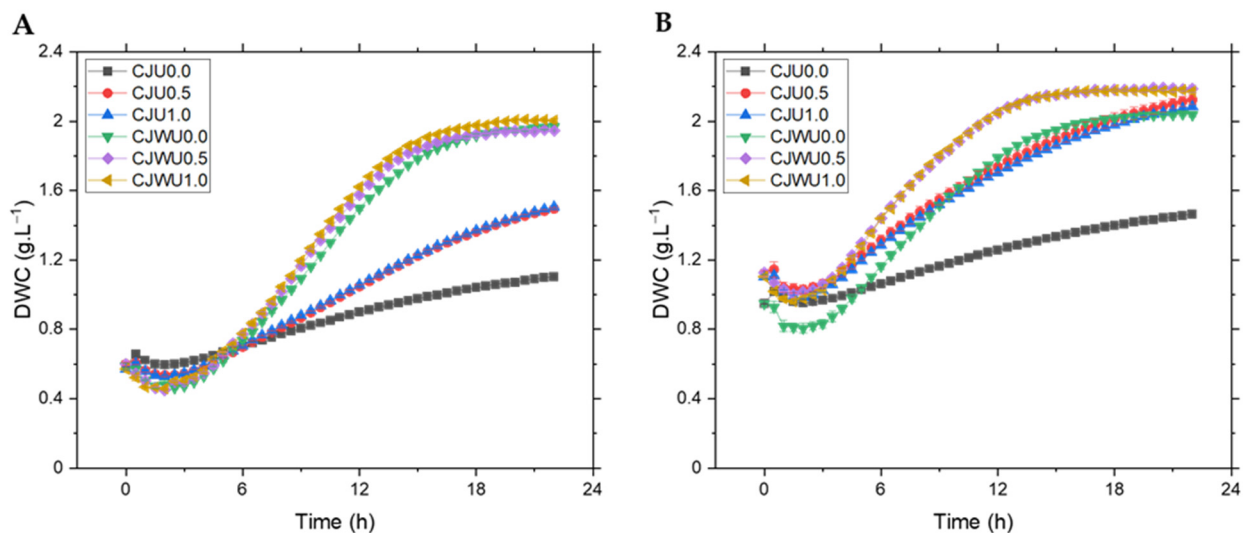 A
2.4
2
1.6
1.2
0.8
0.4
0
DWC (g.L⁻¹)
CJU0.0
CJU0.5
CJU1.0
CJWU0.0
CJWU0.5
CJWU1.0
0 6 12 18 24
Time (h)
B
2.4
2
1.6
1.2
0.8
0.4
0
DWC (g.L⁻¹)
CJU0.0
CJU0.5
CJU1.0
CJWU0.0
CJWU0.5
CJWU1.0
0 6 12 18 24
Time (h)